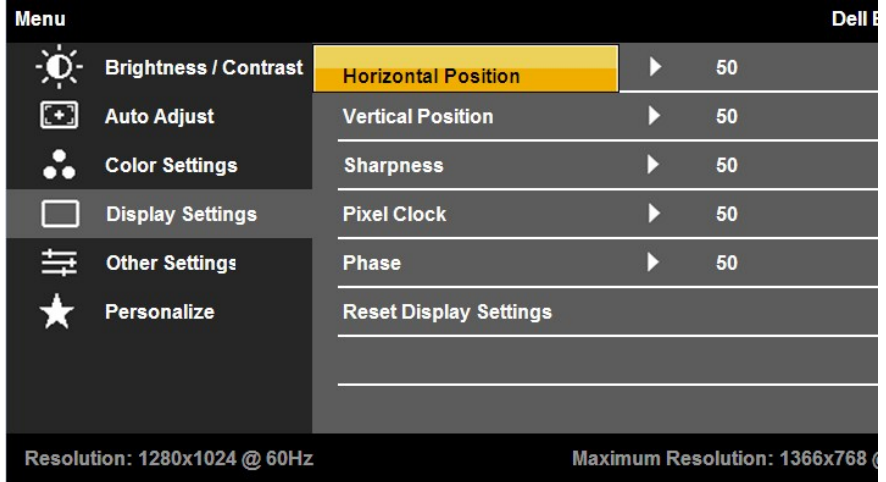 Menu Dell
Brightness / Contrast Horizontal Position 50
Auto Adjust Vertical Position 50
Color Settings Sharpness 50
Display Settings Pixel Clock 50
Other Settings Phase 50
Personalize Reset Display Settings
Resolution: 1280x1024 @ 60Hz Maximum Resolution: 1366x768